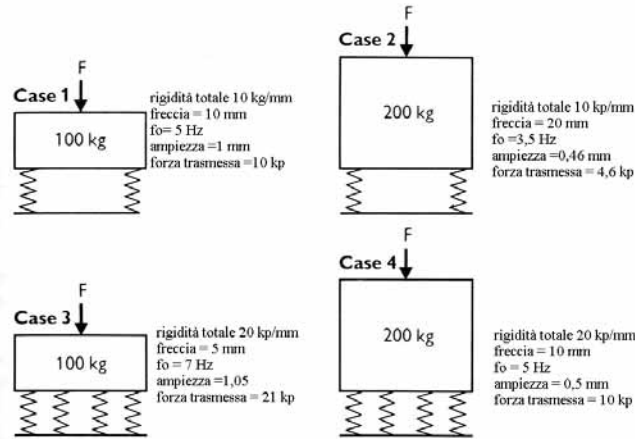 F
Case 1
100 kg
rigidità totale 10 kg/mm
freccia = 10 mm
fo= 5 Hz
ampiezza =1 mm
forza trasmessa =10 kp
F
Case 2
200 kg
rigidità totale 10 kp/mm
freccia = 20 mm
fo =3,5 Hz
ampiezza =0,46 mm
forza trasmessa = 4,6 kp
F
Case 3
100 kg
rigidità totale 20 kp/mm
freccia = 5 mm
fo = 7 Hz
ampiezza =1,05
forza trasmessa = 21 kp
F
Case 4
200 kg
rigidità totale 20 kp/mm
freccia = 10 mm
fo = 5 Hz
ampiezza = 0,5 mm
forza trasmessa = 10 kp